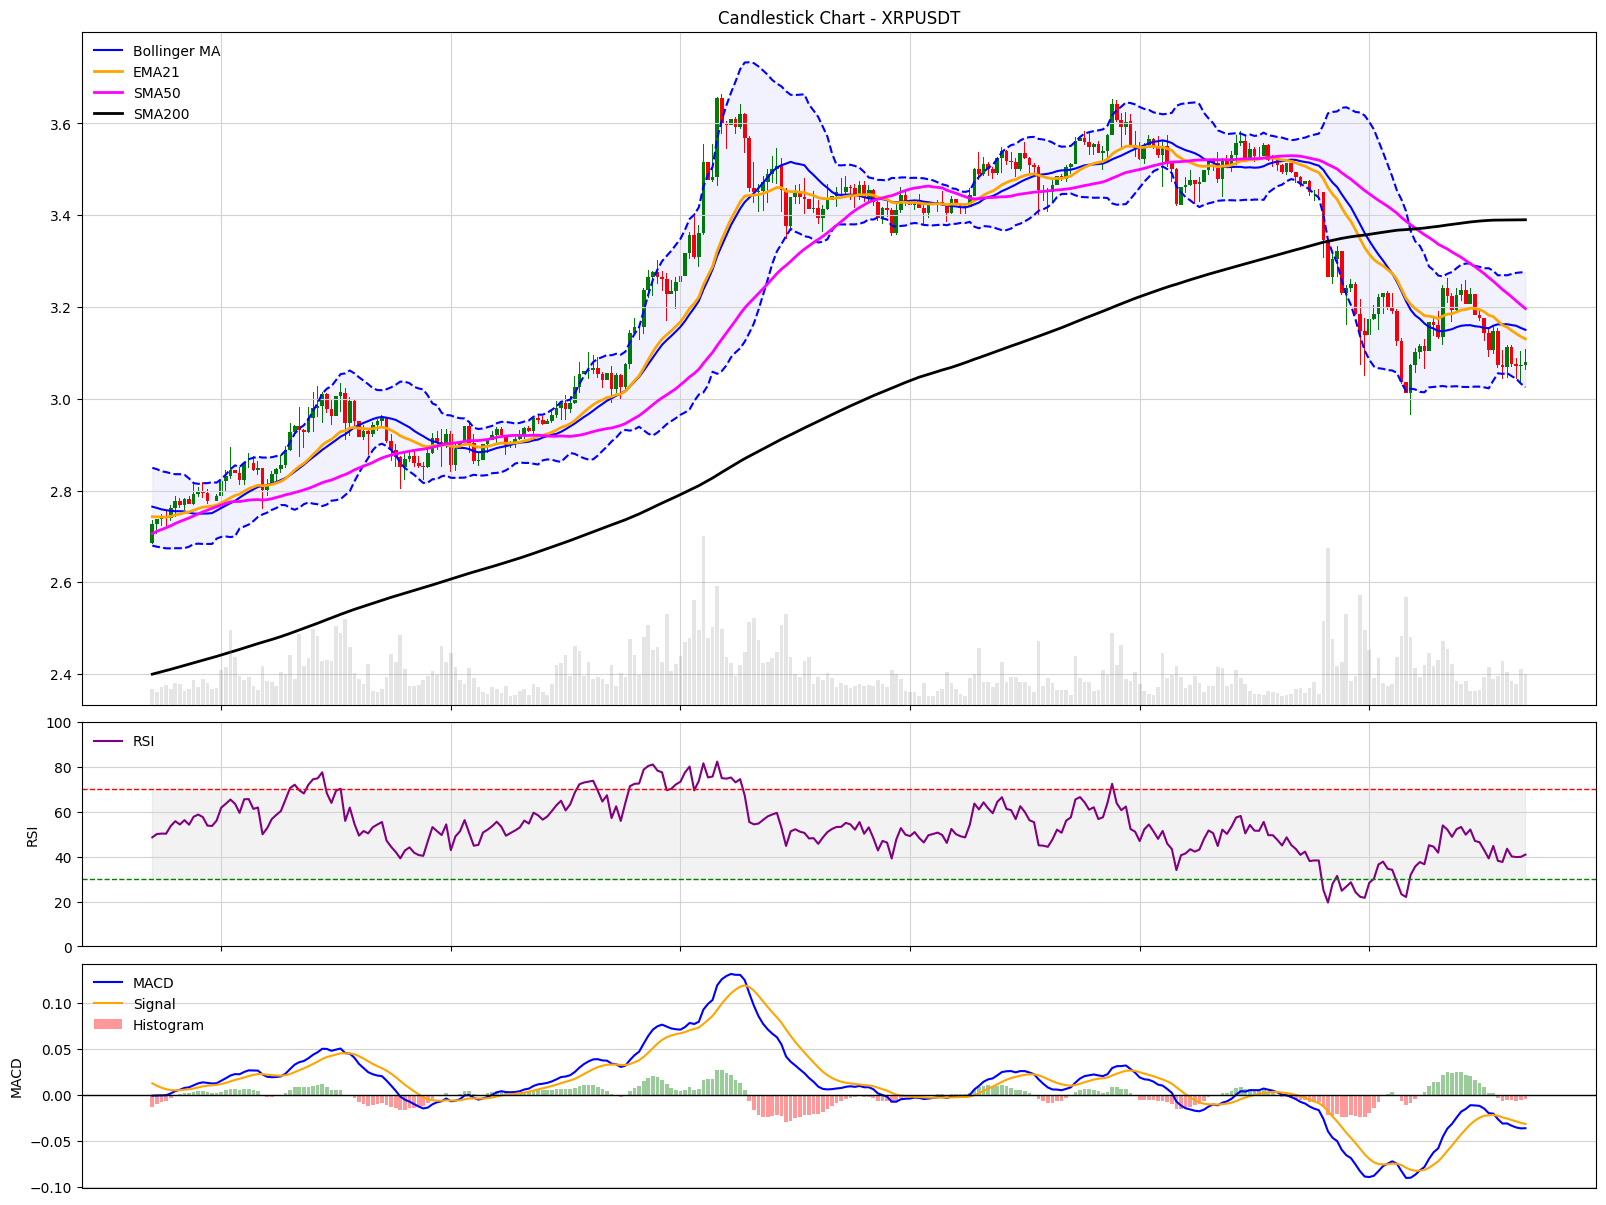 Candlestick Chart - XRPUSDT
Bollinger MA
EMA21
SMA50
SMA200
3.6
3.4
3.2
3.0
2.8
2.6
2.4
RSI
RSI
100
80
60
40
20
0
MACD
Signal
Histogram
MACD
0.10
0.05
0.00
−0.05
−0.10